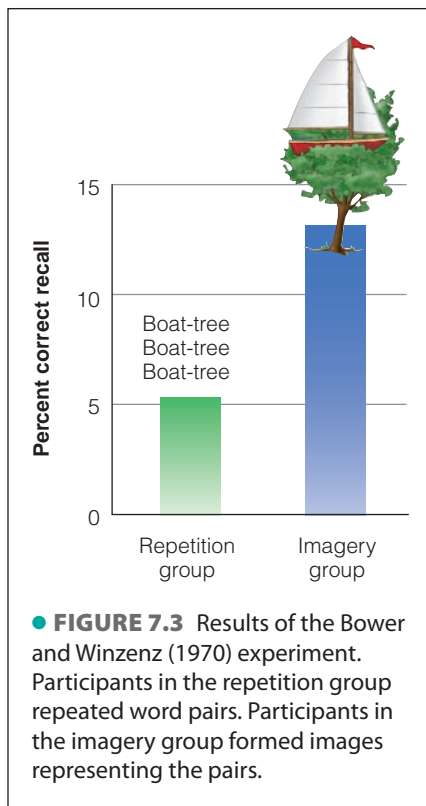 15
10
5
0
Percent correct recall
Boat-tree
Boat-tree
Boat-tree
Repetition
group
Imagery
group
● FIGURE 7.3 Results of the Bower
and Winzenz (1970) experiment.
Participants in the repetition group
repeated word pairs. Participants in
the imagery group formed images
representing the pairs.